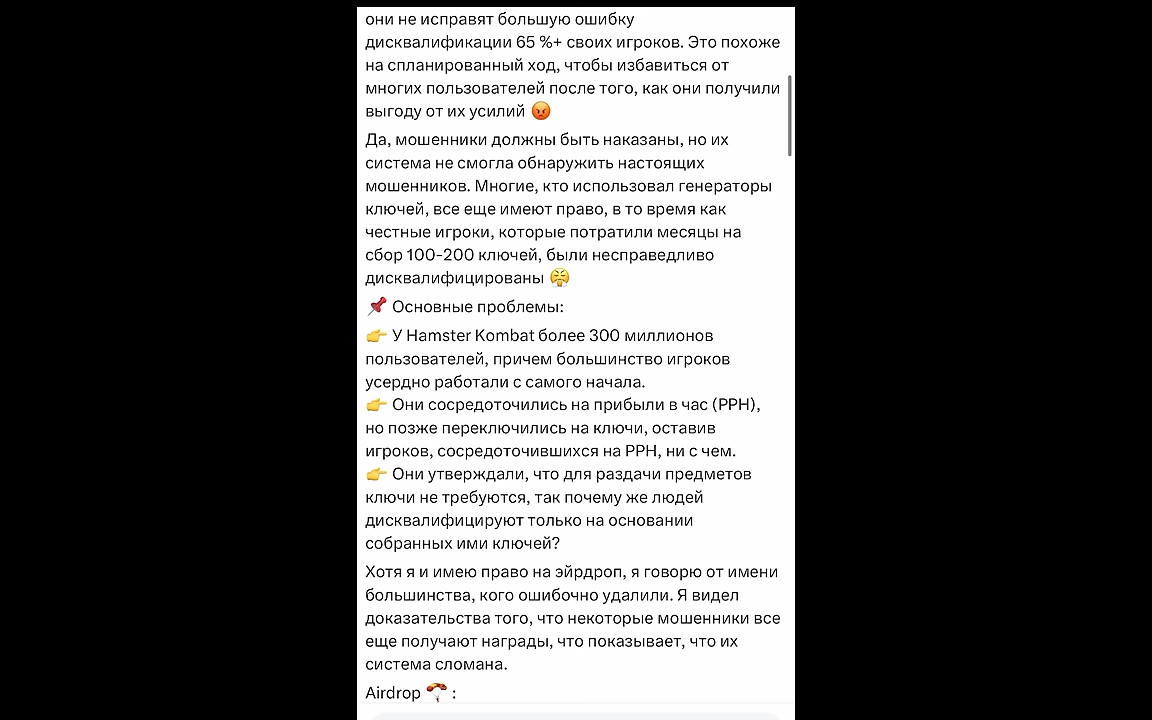 они не исправят большую ошибку
дисквалификации 65 %+ своих игроков. Это похоже
на спланированный ход, чтобы избавиться от
многих пользователей после того, как они получили
выгоду от их усилий 😡
Да, мошенники должны быть наказаны, но их
система не смогла обнаружить настоящих
мошенников. Многие, кто использовал генераторы
ключей, все еще имеют право, в то время как
честные игроки, которые потратили месяцы на
сбор 100-200 ключей, были несправедливо
дисквалифицированы 😤
📌 Основные проблемы:
👉 У Hamster Kombat более 300 миллионов
пользователей, причем большинство игроков
усердно работали с самого начала.
👉 Они сосредоточились на прибыли в час (PPH),
но позже переключились на ключи, оставив
игроков, сосредоточившихся на PPH, ни с чем.
👉 Они утверждали, что для раздачи предметов
ключи не требуются, так почему же людей
дисквалифицируют только на основании
собранных ими ключей?
Хотя я и имею право на эйрдроп, я говорю от имени
большинства, кого ошибочно удалили. Я видел
доказательства того, что некоторые мошенники все
еще получают награды, что показывает, что их
система сломана.
Airdrop 🪂 :